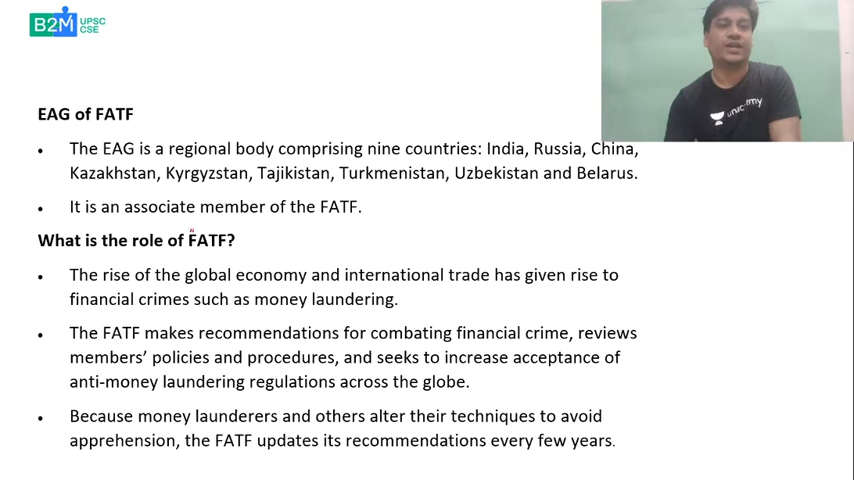 B2M UPSC
CSE
unacademy
EAG of FATF
• The EAG is a regional body comprising nine countries: India, Russia, China,
Kazakhstan, Kyrgyzstan, Tajikistan, Turkmenistan, Uzbekistan and Belarus.
• It is an associate member of the FATF.
What is the role of FATF?
• The rise of the global economy and international trade has given rise to
financial crimes such as money laundering.
• The FATF makes recommendations for combating financial crime, reviews
members’ policies and procedures, and seeks to increase acceptance of
anti-money laundering regulations across the globe.
• Because money launderers and others alter their techniques to avoid
apprehension, the FATF updates its recommendations every few years.